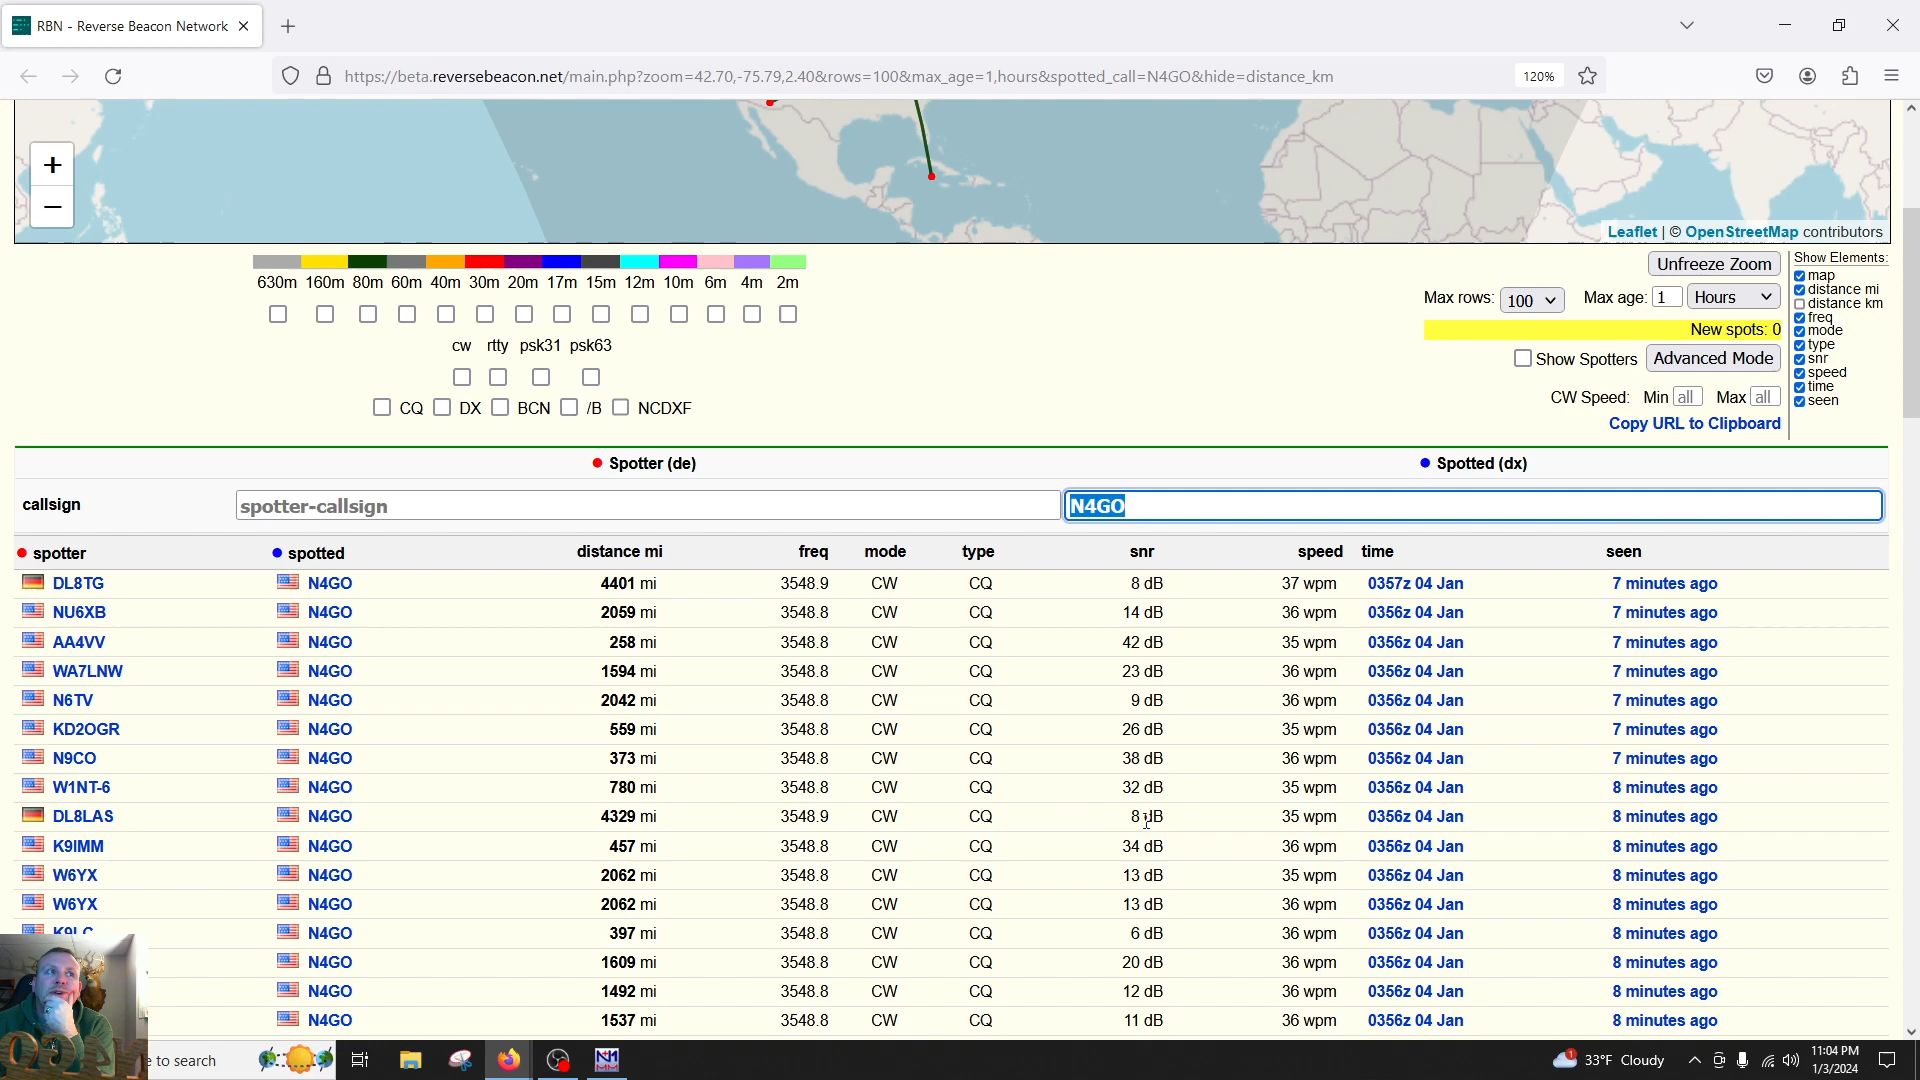 RBN - Reverse Beacon Network
https://beta.reversebeacon.net/main.php?zoom=42.70,-75.79,2.40&rows=100&max_age=1,hours&spotted_call=N4GO&hide=distance_km
120%
+
−
Leaflet | © OpenStreetMap contributors
630m 160m 80m 60m 40m 30m 20m 17m 15m 12m 10m 6m 4m 2m
cw rtty psk31 psk63
CQ DX BCN /B NCDXF
Unfreeze Zoom
Max rows: 100 Max age: 1 Hours
New spots: 0
Show Spotters Advanced Mode
CW Speed: Min all Max all
Copy URL to Clipboard
Show Elements:
map
distance mi
distance km
freq
mode
type
snr
speed
time
seen
Spotter (de) Spotted (dx)
callsign spotter-callsign N4GO
spotter spotted distance mi freq mode type snr speed time seen
DL8TG N4GO 4401 mi 3548.9 CW CQ 8 dB 37 wpm 0357z 04 Jan 7 minutes ago
NU6XB N4GO 2059 mi 3548.8 CW CQ 14 dB 36 wpm 0356z 04 Jan 7 minutes ago
AA4VV N4GO 258 mi 3548.8 CW CQ 42 dB 35 wpm 0356z 04 Jan 7 minutes ago
WA7LNW N4GO 1594 mi 3548.8 CW CQ 23 dB 36 wpm 0356z 04 Jan 7 minutes ago
N6TV N4GO 2042 mi 3548.8 CW CQ 9 dB 36 wpm 0356z 04 Jan 7 minutes ago
KD2OGR N4GO 559 mi 3548.8 CW CQ 26 dB 35 wpm 0356z 04 Jan 7 minutes ago
N9CO N4GO 373 mi 3548.8 CW CQ 38 dB 36 wpm 0356z 04 Jan 7 minutes ago
W1NT-6 N4GO 780 mi 3548.8 CW CQ 32 dB 35 wpm 0356z 04 Jan 8 minutes ago
DL8LAS N4GO 4329 mi 3548.9 CW CQ 8 dB 35 wpm 0356z 04 Jan 8 minutes ago
K9IMM N4GO 457 mi 3548.8 CW CQ 34 dB 36 wpm 0356z 04 Jan 8 minutes ago
W6YX N4GO 2062 mi 3548.8 CW CQ 13 dB 35 wpm 0356z 04 Jan 8 minutes ago
W6YX N4GO 2062 mi 3548.8 CW CQ 13 dB 36 wpm 0356z 04 Jan 8 minutes ago
K9LC N4GO 397 mi 3548.8 CW CQ 6 dB 36 wpm 0356z 04 Jan 8 minutes ago
N4GO 1609 mi 3548.8 CW CQ 20 dB 36 wpm 0356z 04 Jan 8 minutes ago
N4GO 1492 mi 3548.8 CW CQ 12 dB 36 wpm 0356z 04 Jan 8 minutes ago
N4GO 1537 mi 3548.8 CW CQ 11 dB 36 wpm 0356z 04 Jan 8 minutes ago
to search
1 33°F Cloudy
11:04 PM
1/3/2024